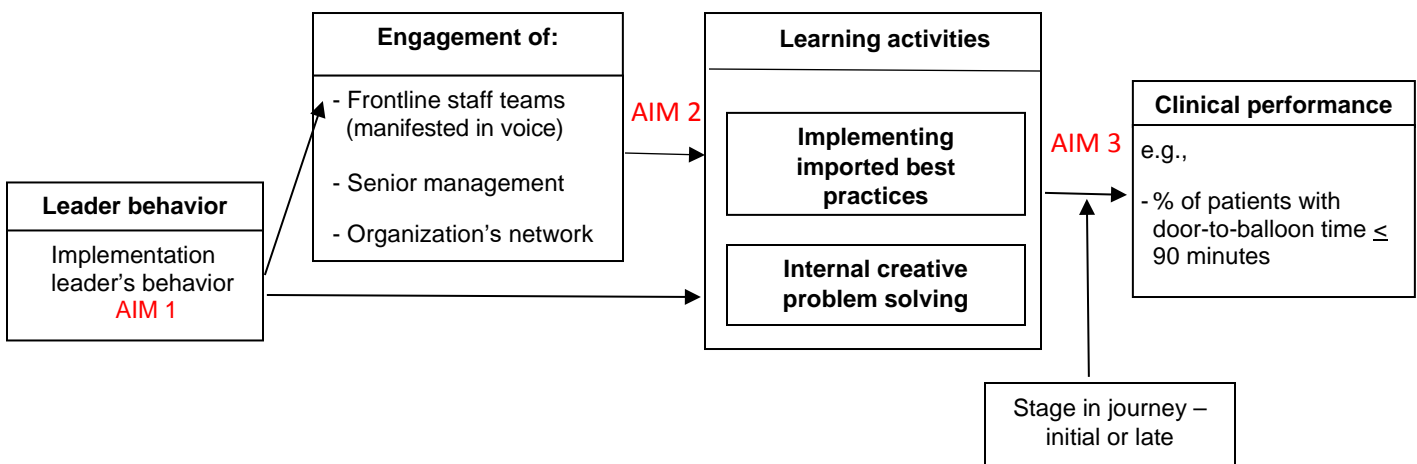 Leader behavior
Implementation
leader's behavior
AIM 1
Engagement of:
- Frontline staff teams
(manifested in voice)
- Senior management
- Organization's network
AIM 2
Learning activities
Implementing
imported best
practices
Internal creative
problem solving
AIM 3
Clinical performance
e.g.,
- % of patients with
door-to-balloon time <
90 minutes
Stage in journey –
initial or late